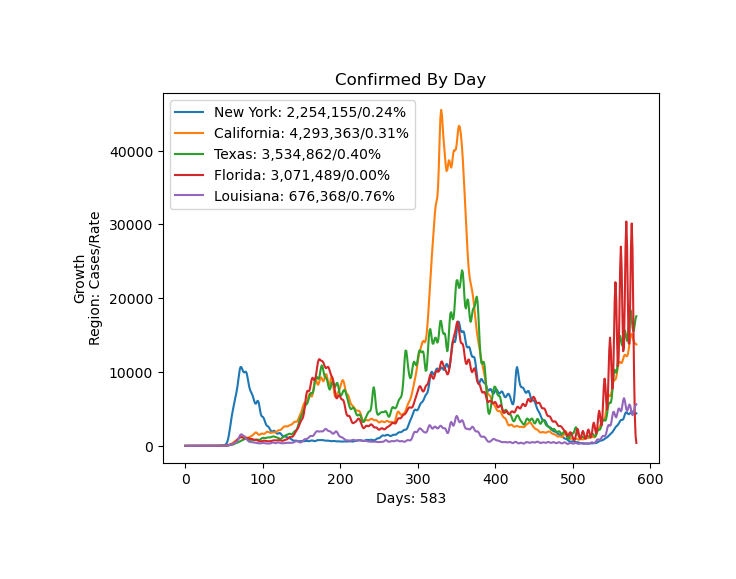 Confirmed By Day
New York: 2,254,155/0.24%
California: 4,293,363/0.31%
Texas: 3,534,862/0.40%
Florida: 3,071,489/0.00%
Louisiana: 676,368/0.76%
Growth
Region: Cases/Rate
40000
30000
20000
10000
0
0 100 200 300 400 500 600
Days: 583